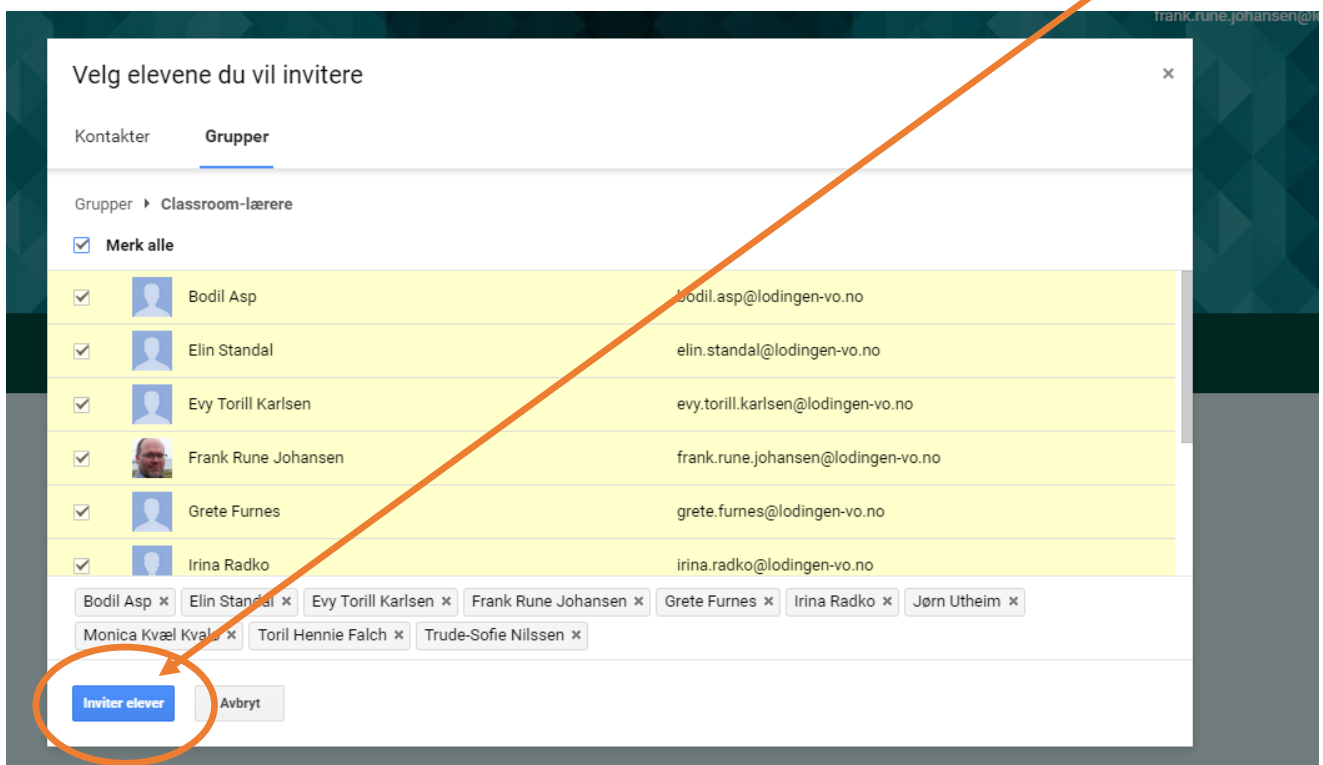 frank.rune.johansen@l
Velg elevene du vil invitere ×
Kontakter Grupper
Grupper Classroom-lærere
Merk alle
Bodil Asp bodil.asp@lodingen-vo.no
Elin Standal elin.standal@lodingen-vo.no
Evy Torill Karlsen evy.torill.karlsen@lodingen-vo.no
Frank Rune Johansen frank.rune.johansen@lodingen-vo.no
Grete Furnes grete.furnes@lodingen-vo.no
Irina Radko irina.radko@lodingen-vo.no
Bodil Asp × Elin Standal × Evy Torill Karlsen × Frank Rune Johansen × Grete Furnes × Irina Radko × Jørn Utheim ×
Monica Kvæl × Toril Hennie Falch × Trude-Sofie Nilssen ×
Inviter elever Avbryt